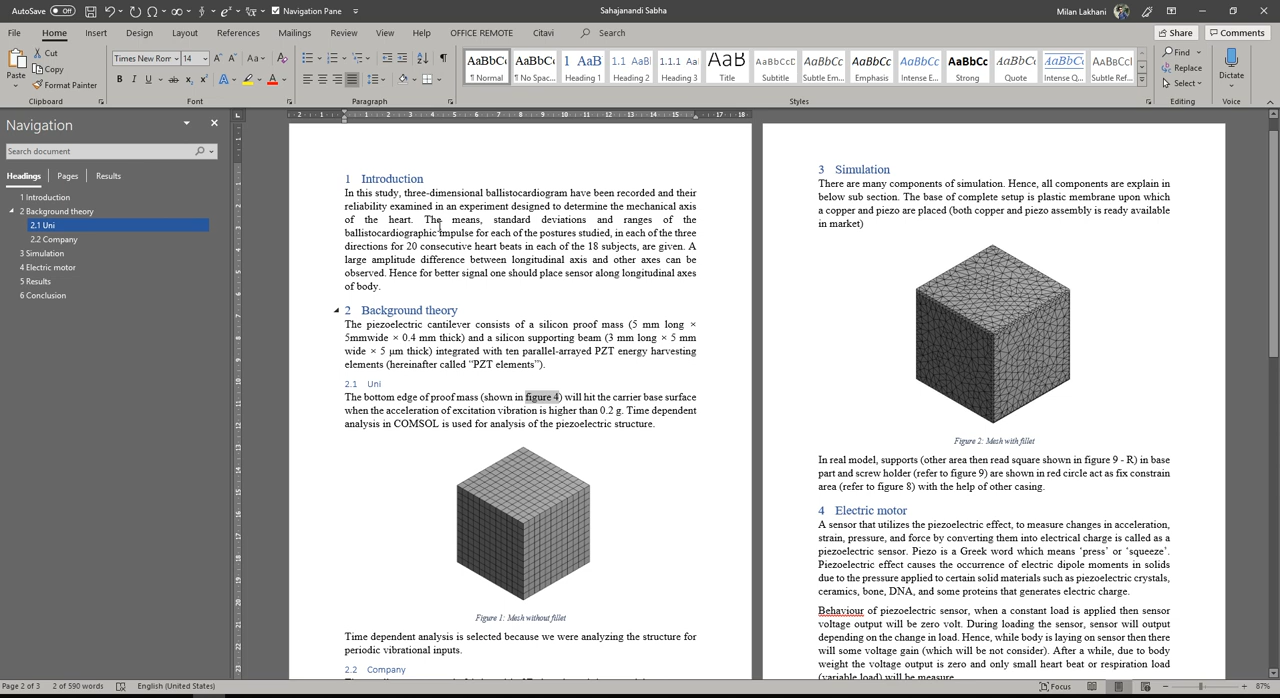 AutoSave Off
Navigation Pane
Sahajanandi Sabha
Milan Lakhani
File Home Insert Draw Design Layout References Mailings Review View Help OFFICE REMOTE Citavi Search
Share Comments
Paste
Cut
Copy
Format Painter
Times New Rom 14
AaBbCc AaBbCc 1 AaB 1.1 AaBb 1.1.1 AaBb AaB AaBbCcD AaBbCc AaBbCc AaBbCc AaBbCc AaBbCc AaBbCc AaBbCc
¶ Normal ¶ No Spac... Heading 1 Heading 2 Heading 3 Title Subtitle Subtle Em... Emphasis Intense E... Strong Quote Intense Q... Subtle Ref...
Find
Replace
Select
Dictate
Clipboard Font Paragraph Styles Editing Voice
Navigation
Search document
Headings Pages Results
1 Introduction
2 Background theory
2.1 Uni
2.2 Company
3 Simulation
4 Electric motor
5 Results
6 Conclusion
1 Introduction
In this study, three-dimensional ballistocardiogram have been recorded and their
reliability examined in an experiment designed to determine the mechanical axis
of the heart. The means, standard deviations and ranges of the
ballistocardiographic impulse for each of the postures studied, in each of the three
directions for 20 consecutive heart beats in each of the 18 subjects, are given. A
large amplitude difference between longitudinal axis and other axes can be
observed. Hence for better signal one should place sensor along longitudinal axes
of body.
2 Background theory
The piezoelectric cantilever consists of a silicon proof mass (5 mm long ×
5mmwide × 0.4 mm thick) and a silicon supporting beam (3 mm long × 5 mm
wide × 5 μm thick) integrated with ten parallel-arrayed PZT energy harvesting
elements (hereinafter called “PZT elements”).
2.1 Uni
The bottom edge of proof mass (shown in figure 4) will hit the carrier base surface
when the acceleration of excitation vibration is higher than 0.2 g. Time dependent
analysis in COMSOL is used for analysis of the piezoelectric structure.
Figure 1: Mesh without fillet
Time dependent analysis is selected because we were analyzing the structure for
periodic vibrational inputs.
2.2 Company
3 Simulation
There are many components of simulation. Hence, all components are explain in
below sub section. The base of complete setup is plastic membrane upon which
a copper and piezo are placed (both copper and piezo assembly is ready available
in market)
Figure 2: Mesh with fillet
In real model, supports (other area then read square shown in figure 9 - R) in base
part and screw holder (refer to figure 9) are shown in red circle act as fix constrain
area (refer to figure 8) with the help of other casing.
4 Electric motor
A sensor that utilizes the piezoelectric effect, to measure changes in acceleration,
strain, pressure, and force by converting them into electrical charge is called as a
piezoelectric sensor. Piezo is a Greek word which means ‘press’ or ‘squeeze’.
Piezoelectric effect causes the occurrence of electric dipole moments in solids
due to the pressure applied to certain solid materials such as piezoelectric crystals,
ceramics, bone, DNA, and some proteins that generates electric charge.
Behaviour of piezoelectric sensor, when a constant load is applied then sensor
voltage output will be zero volt. During loading the sensor, sensor will output
depending on the change in load. Hence, while body is laying on sensor then there
will some voltage gain (which will be not consider). After a while, due to body
weight the voltage output is zero and only small heart beat or respiration load
(variable load) will be measure.
Page 2 of 3 2 of 590 words English (United States) Focus 87%